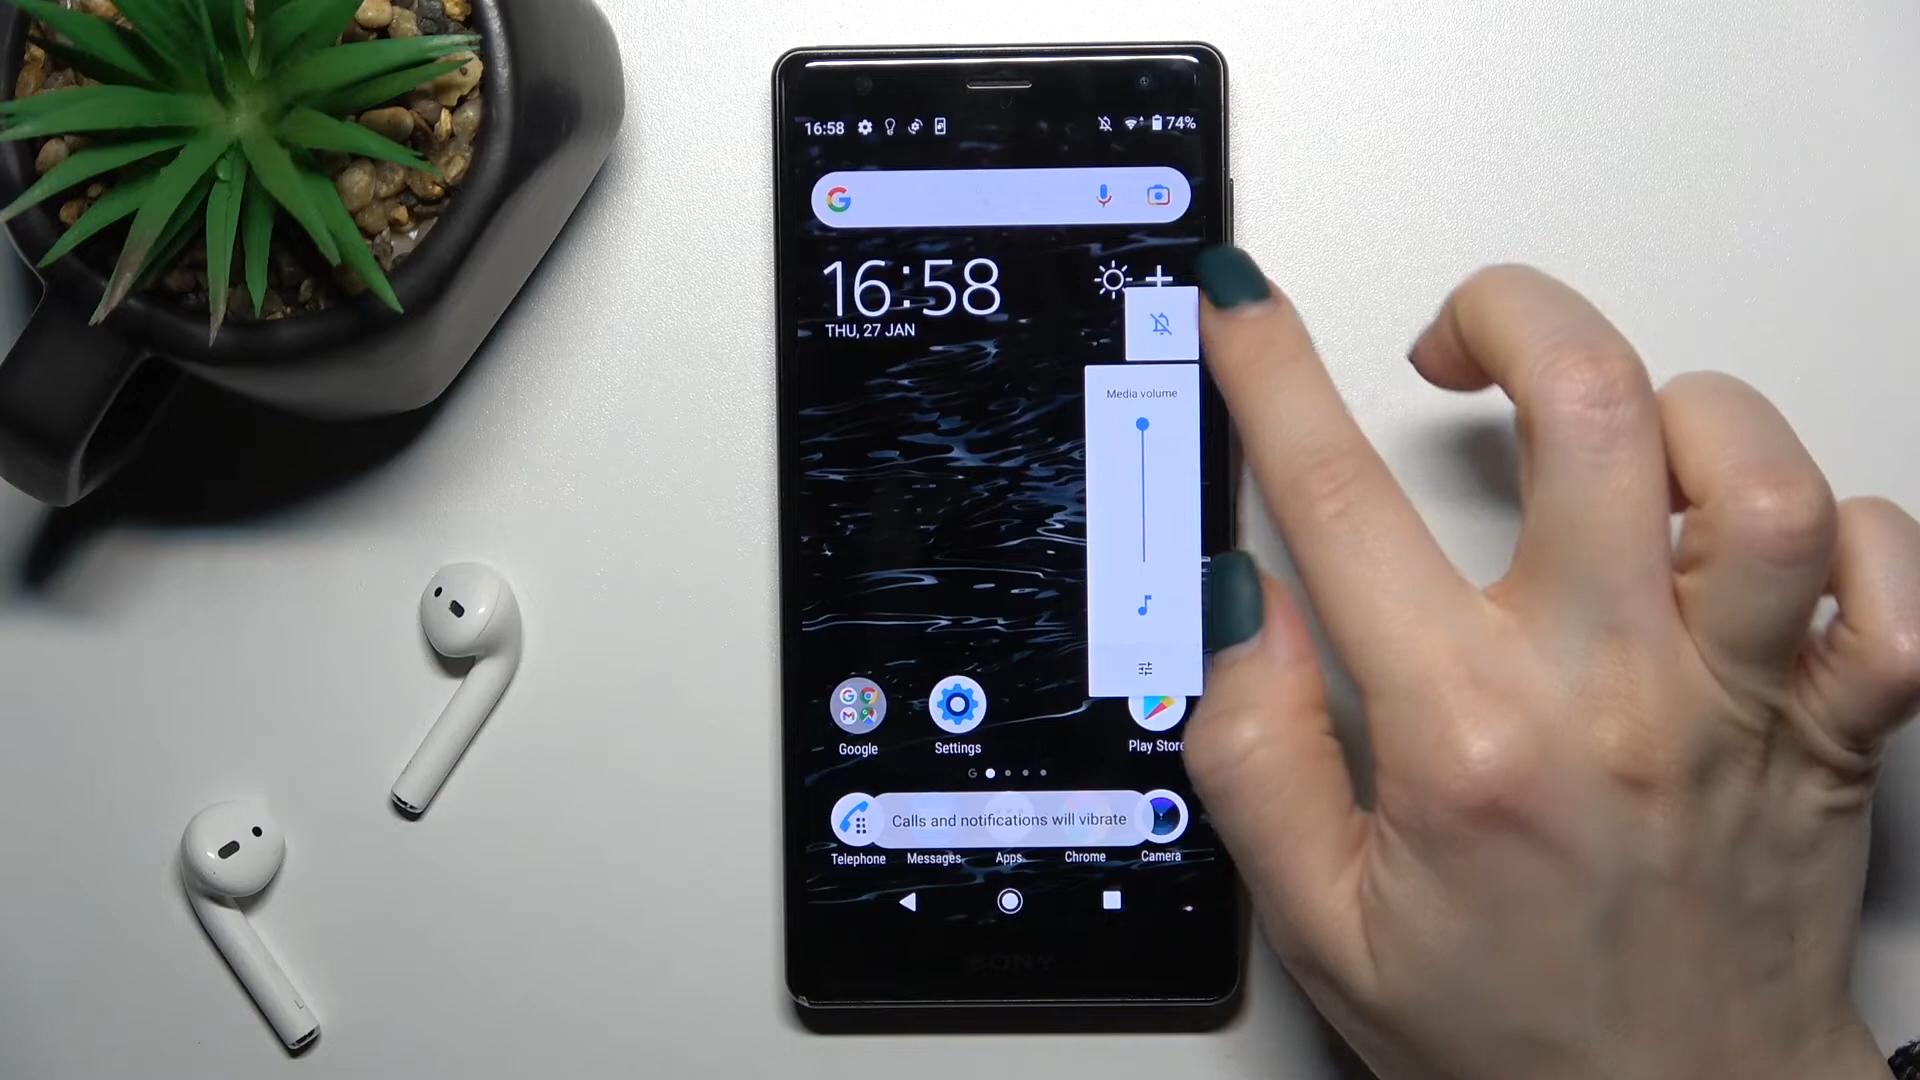 16:58
74%
16:58
THU, 27 JAN
Media volume
Google
Settings
Play Store
Calls and notifications will vibrate
Telephone
Messages
Apps
Chrome
Camera
SONY
L